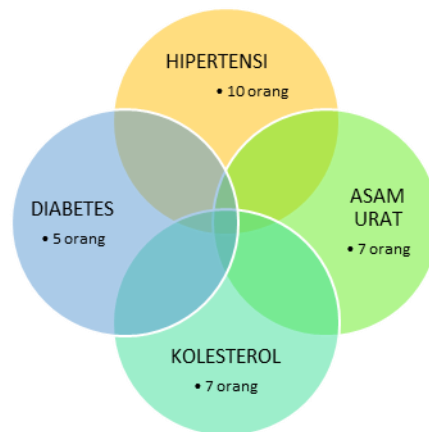 HIPERTENSI
• 10 orang
DIABETES
• 5 orang
ASAM
URAT
• 7 orang
KOLESTEROL
• 7 orang